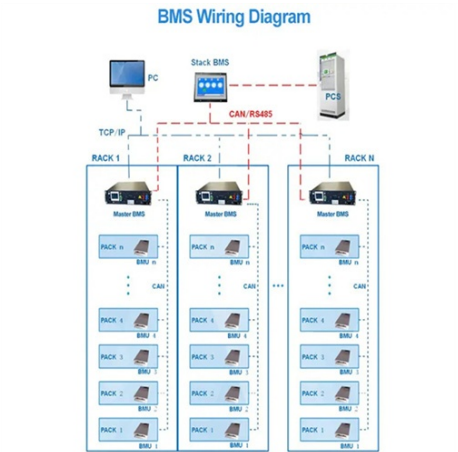 BMS Wiring Diagram
PC
Stack BMS
PCS
CAN/RS485
TCP/IP
RACK 1
RACK 2
RACK N
Master BMS
Master BMS
Master BMS
PACK n
BMU n
PACK n
BMU n
PACK n
BMU n
CAN
CAN
CAN
PACK 4
BMU 4
PACK 4
BMU 4
PACK 4
BMU 4
PACK 3
BMU 3
PACK 3
BMU 3
PACK 3
BMU 3
PACK 2
BMU 2
PACK 2
BMU 2
PACK 2
BMU 2
PACK 1
BMU 1
PACK 1
BMU 1
PACK 1
BMU 1